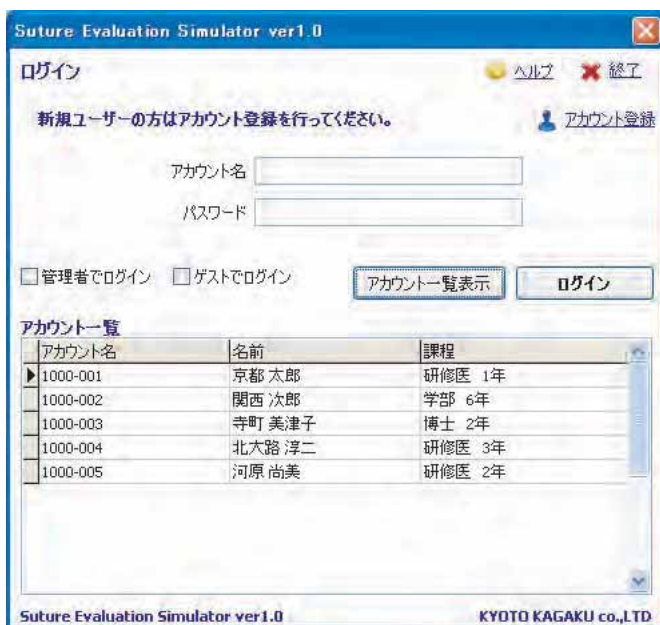 Suture Evaluation Simulator ver1.0
ログイン ヘルプ 終了
新規ユーザーの方はアカウント登録を行ってください。 アカウント登録
アカウント名
パスワード
管理者でログイン ゲストでログイン アカウント一覧表示 ログイン
アカウント一覧
アカウント名 名前 課程
1000-001 京都 太郎 研修医 1年
1000-002 関西 次郎 学部 6年
1000-003 寺町 美津子 博士 2年
1000-004 北大路 淳二 研修医 3年
1000-005 河原 尚美 研修医 2年
Suture Evaluation Simulator ver1.0 KYOTO KAGAKU co.,LTD